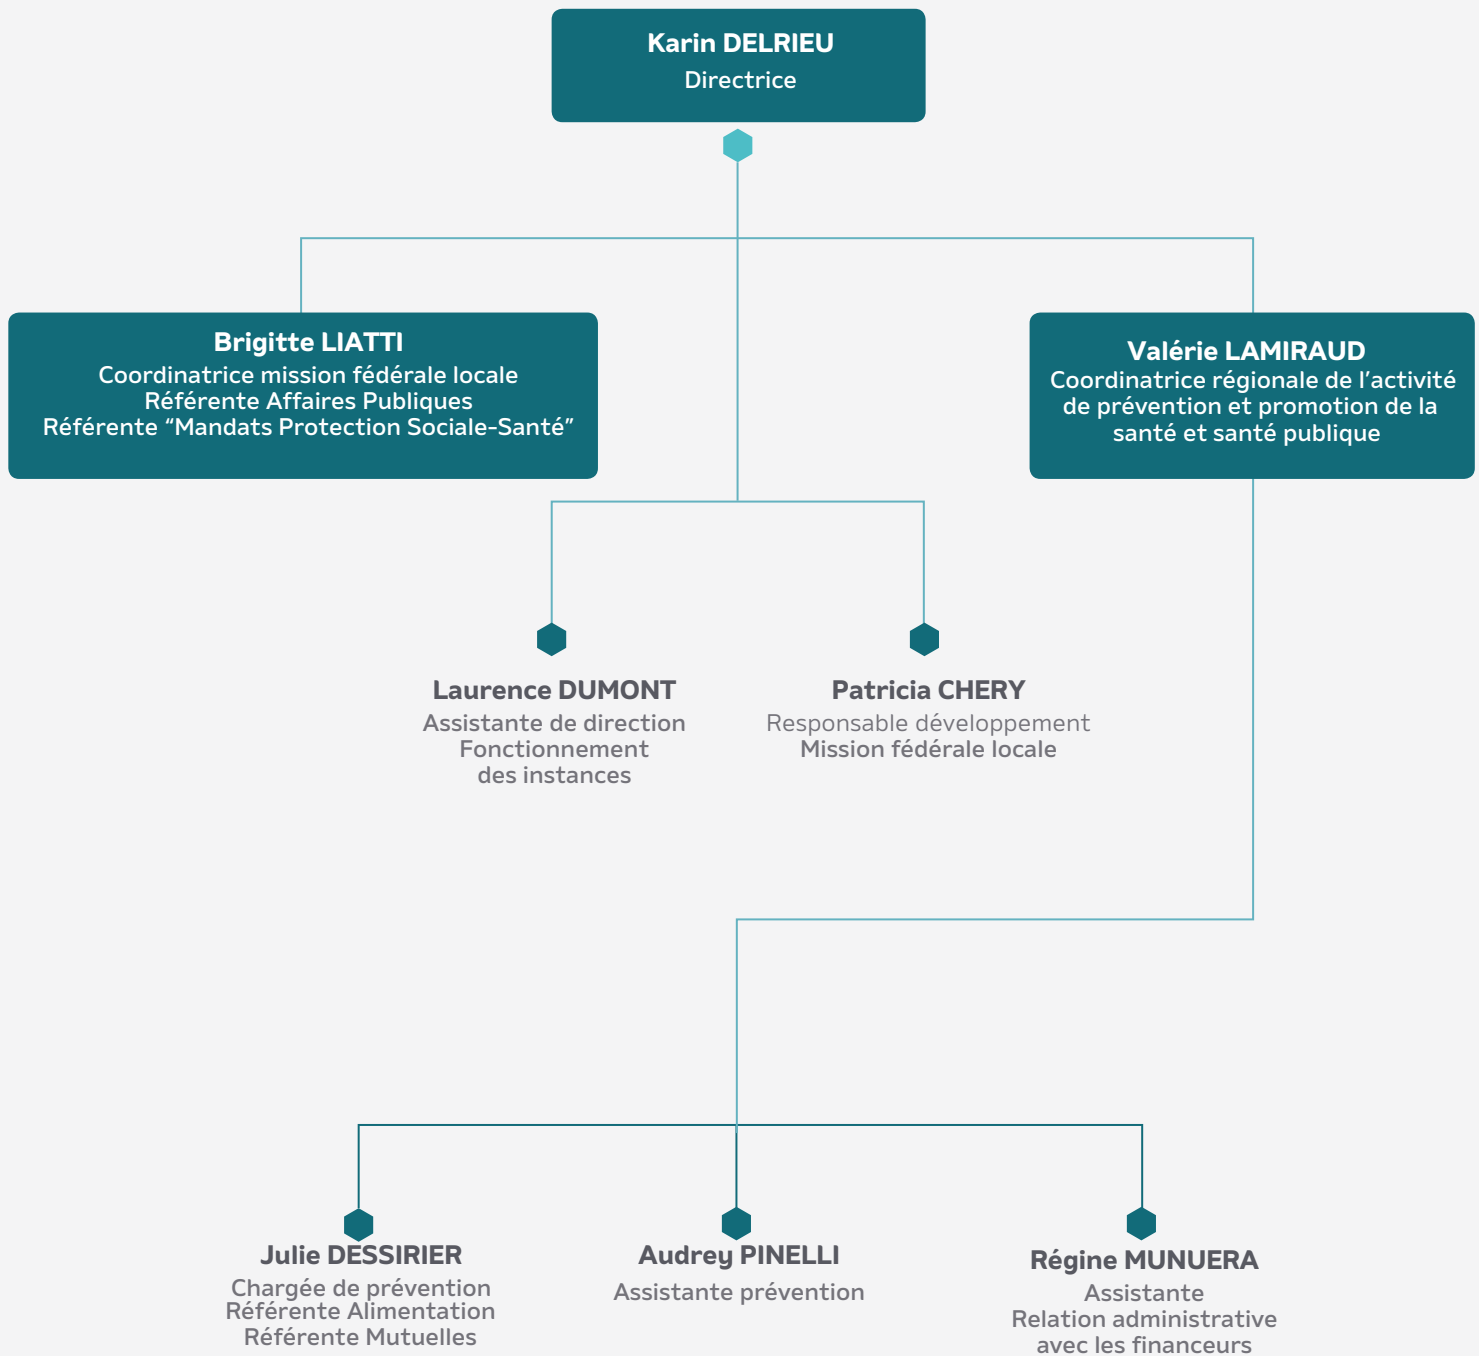 Karin DELRIEU
Directrice
Brigitte LIATTI
Coordinatrice mission fédérale locale
Référente Affaires Publiques
Référente “Mandats Protection Sociale-Santé”
Valérie LAMIRAUD
Coordinatrice régionale de l’activité
de prévention et promotion de la
santé et santé publique
Laurence DUMONT
Assistante de direction
Fonctionnement
des instances
Patricia CHERY
Responsable développement
Mission fédérale locale
Julie DESSIRIER
Chargée de prévention
Référente Alimentation
Référente Mutuelles
Audrey PINELLI
Assistante prévention
Régine MUNUERA
Assistante
Relation administrative
avec les financeurs